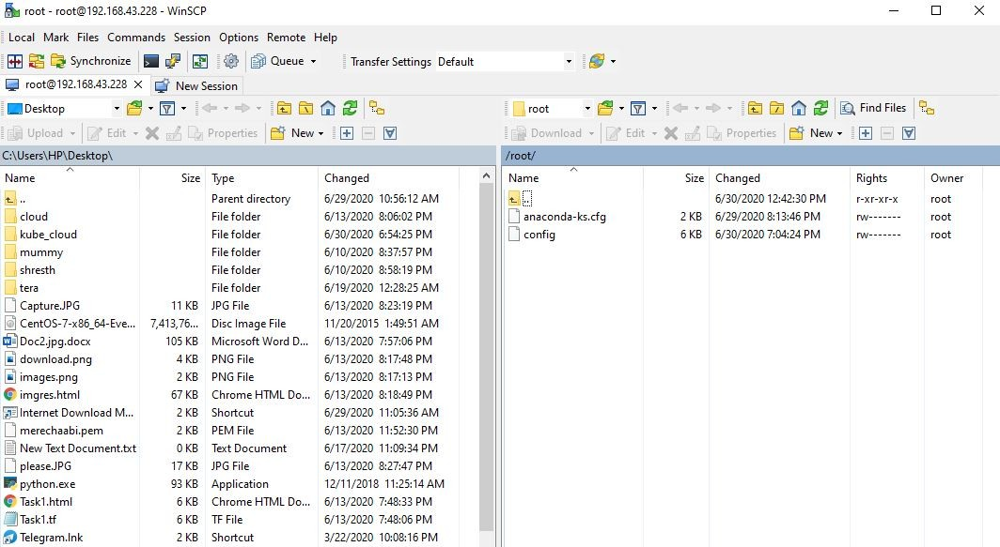 root - root@192.168.43.228 - WinSCP
Local Mark Files Commands Session Options Remote Help
Synchronize Queue Transfer Settings Default
root@192.168.43.228 New Session
Desktop
Upload Edit Properties New
C:\Users\HP\Desktop\
Name Size Type Changed
.. Parent directory 6/29/2020 10:56:12 AM
cloud File folder 6/13/2020 8:06:02 PM
kube_cloud File folder 6/30/2020 6:54:25 PM
mummy File folder 6/10/2020 8:37:57 PM
shresth File folder 6/10/2020 8:58:19 PM
tera File folder 6/19/2020 12:28:25 AM
Capture.JPG 11 KB JPG File 6/13/2020 8:23:19 PM
CentOS-7-x86_64-Eve... 7,413,76... Disc Image File 11/20/2015 1:49:51 AM
Doc2.jpg.docx 105 KB Microsoft Word D... 6/13/2020 7:57:06 PM
download.png 4 KB PNG File 6/13/2020 8:17:48 PM
images.png 2 KB PNG File 6/13/2020 8:17:13 PM
imgres.html 67 KB Chrome HTML Do... 6/13/2020 8:18:49 PM
Internet Download M... 2 KB Shortcut 6/29/2020 11:05:36 AM
merechaabi.pem 2 KB PEM File 6/13/2020 11:52:30 PM
New Text Document.txt 0 KB Text Document 6/17/2020 11:09:34 PM
please.JPG 17 KB JPG File 6/13/2020 8:27:47 PM
python.exe 93 KB Application 12/11/2018 11:25:14 AM
Task1.html 6 KB Chrome HTML Do... 6/13/2020 7:48:33 PM
Task1.tf 6 KB TF File 6/13/2020 7:48:06 PM
Telegram.lnk 2 KB Shortcut 3/22/2020 10:08:16 PM
root Find Files
Download Edit Properties New
/root/
Name Size Changed Rights Owner
.. 6/30/2020 12:42:30 PM r-xr-xr-x root
anaconda-ks.cfg 2 KB 6/29/2020 8:13:46 PM rw------- root
config 6 KB 6/30/2020 7:04:24 PM rw------- root